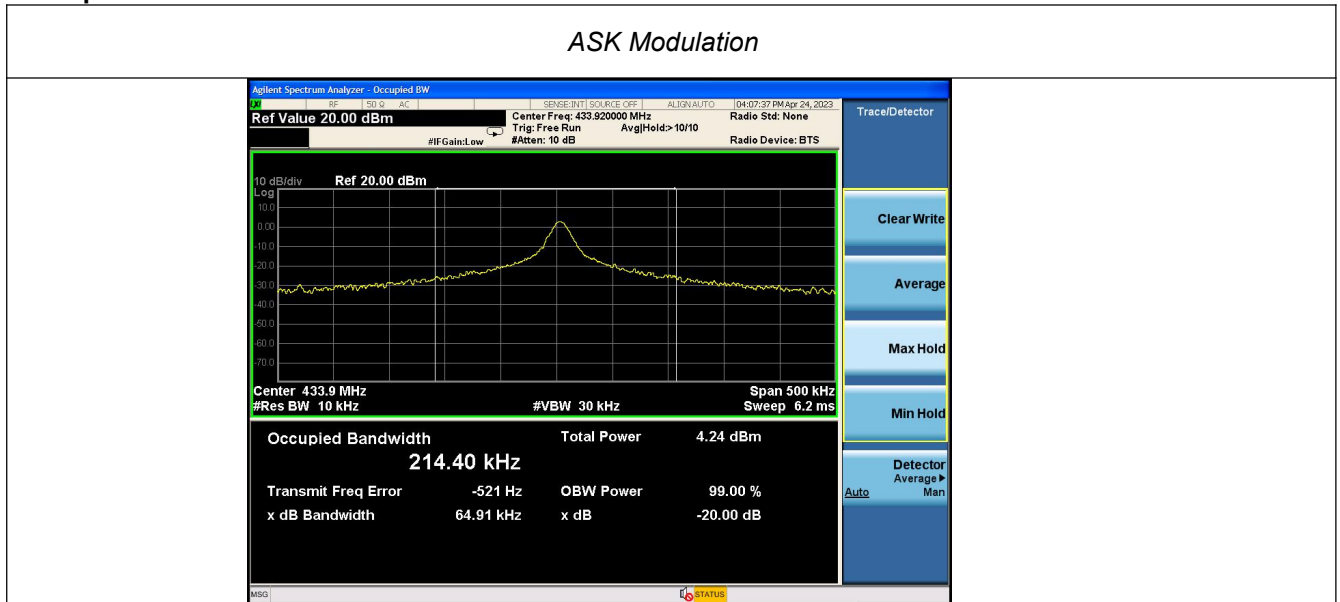 ASK Modulation
Agilent Spectrum Analyzer - Occupied BW
LXI RF 50 Ω AC SENSE:INT SOURCE OFF ALIGN AUTO 04:07:37 PM Apr 24, 2023
Ref Value 20.00 dBm Center Freq: 433.920000 MHz Radio Std: None
Trig: Free Run Avg|Hold:>10/10
#IFGain:Low #Atten: 10 dB Radio Device: BTS
Trace/Detector
10 dB/div Ref 20.00 dBm
Log
10.0
0.00
-10.0
-20.0
-30.0
-40.0
-50.0
-60.0
-70.0
Center 433.9 MHz Span 500 kHz
#Res BW 10 kHz #VBW 30 kHz Sweep 6.2 ms
Occupied Bandwidth Total Power 4.24 dBm
214.40 kHz
Transmit Freq Error -521 Hz OBW Power 99.00 %
x dB Bandwidth 64.91 kHz x dB -20.00 dB
Clear Write
Average
Max Hold
Min Hold
Detector
Average▶
Auto Man
MSG STATUS